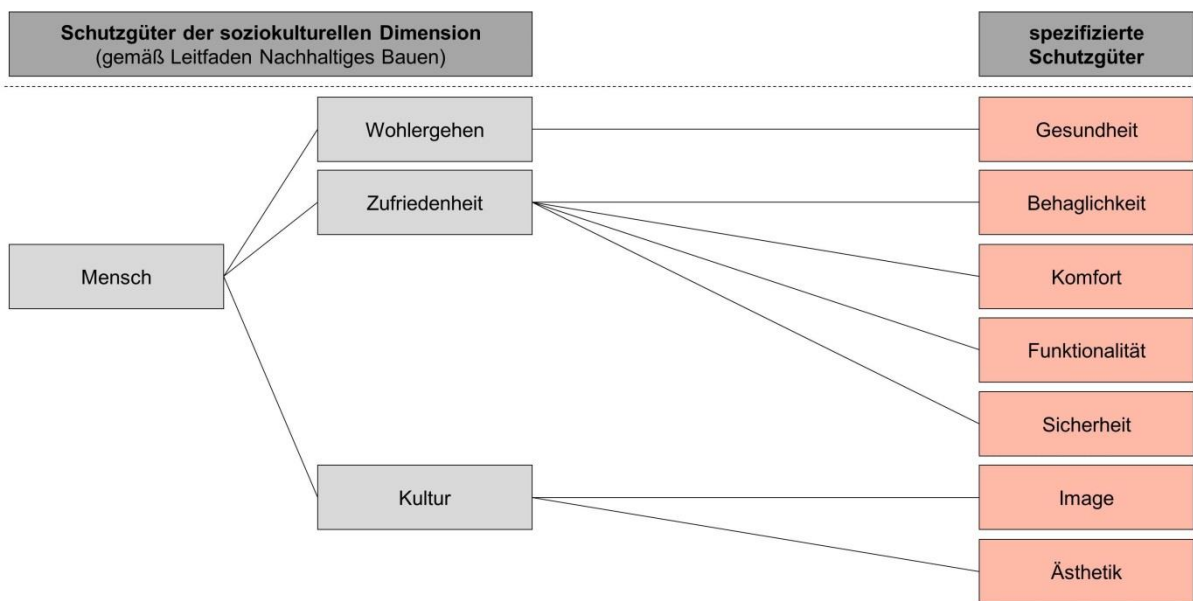 Schutzgüter der soziokulturellen Dimension
(gemäß Leitfaden Nachhaltiges Bauen)
spezifizierte
Schutzgüter
Wohlergehen
Gesundheit
Zufriedenheit
Behaglichkeit
Mensch
Komfort
Funktionalität
Sicherheit
Kultur
Image
Ästhetik